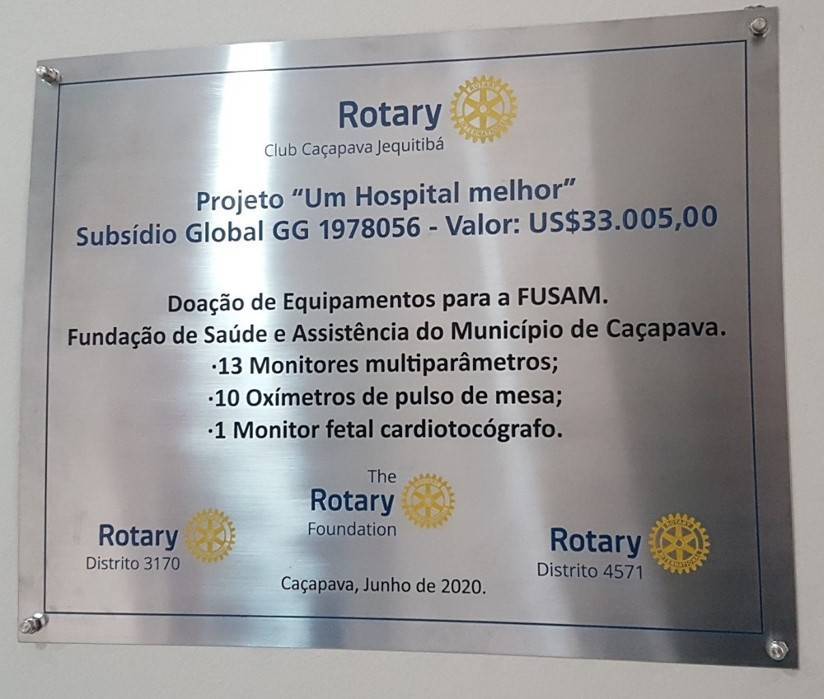 Rotary
Club Caçapava Jequitibá
Projeto “Um Hospital melhor”
Subsídio Global GG 1978056 - Valor: US$33.005,00
Doação de Equipamentos para a FUSAM.
Fundação de Saúde e Assistência do Município de Caçapava.
·13 Monitores multiparâmetros;
·10 Oxímetros de pulso de mesa;
·1 Monitor fetal cardiotocógrafo.
The
Rotary
Foundation
Rotary
Distrito 3170
Rotary
Distrito 4571
Caçapava, Junho de 2020.